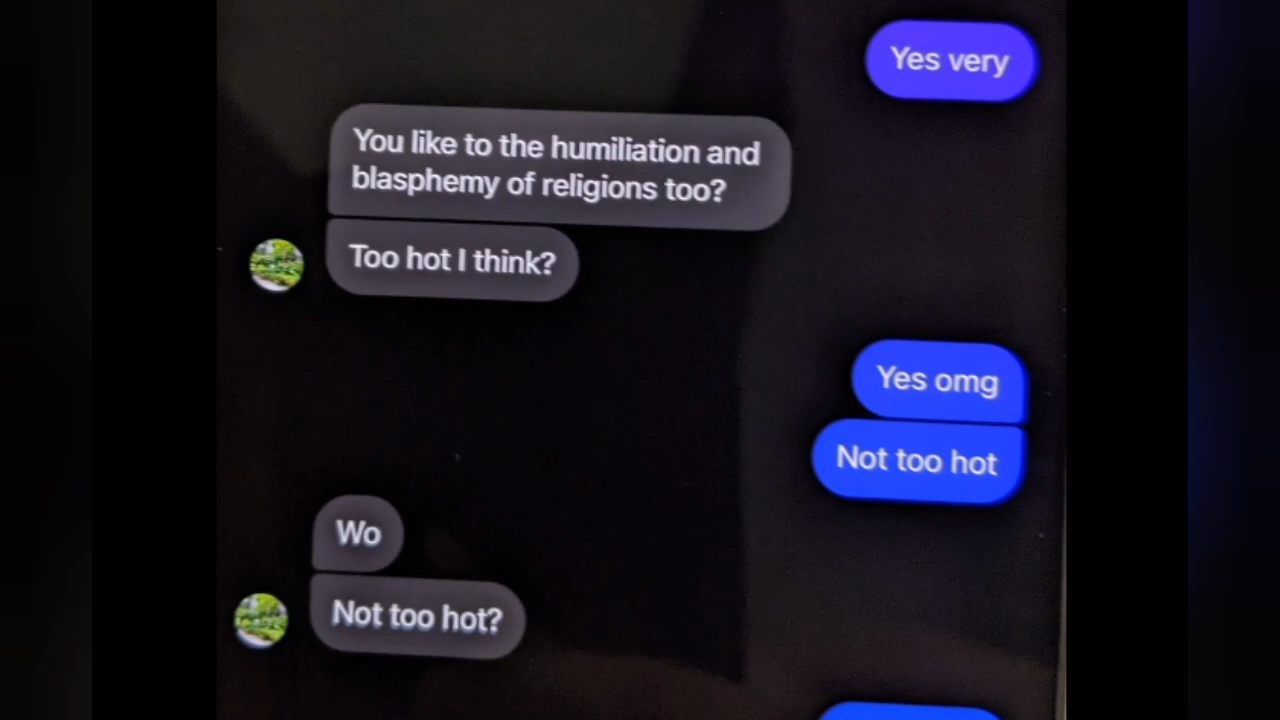 Yes very
You like to the humiliation and
blasphemy of religions too?
Too hot I think?
Yes omg
Not too hot
Wo
Not too hot?